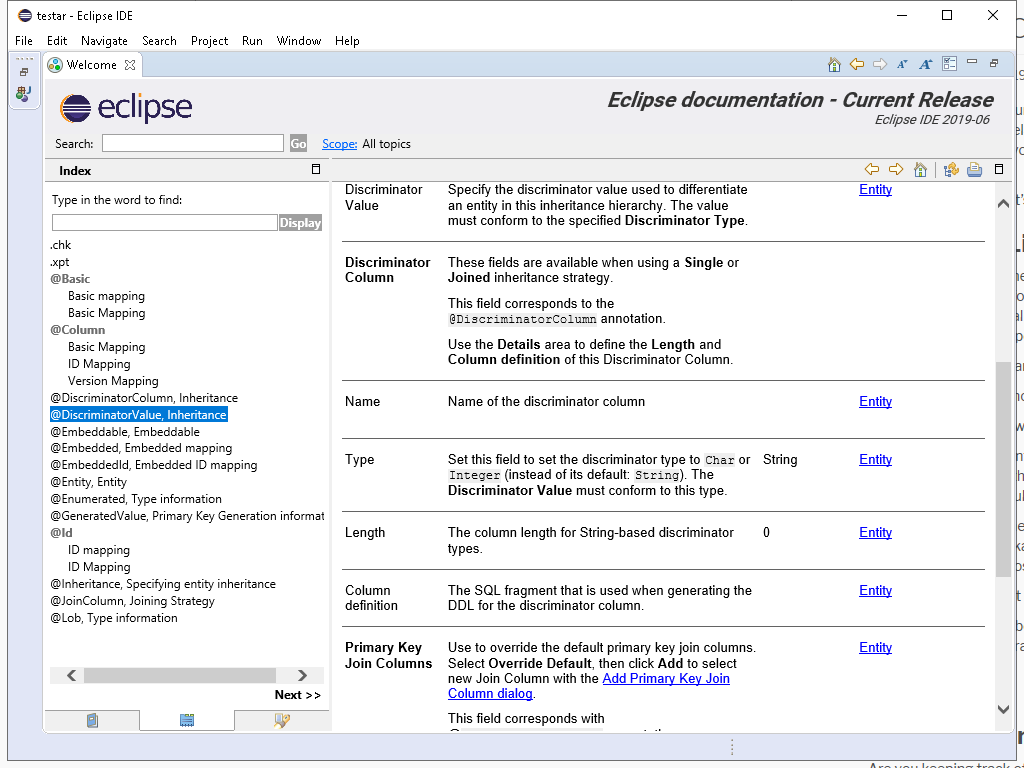 testar - Eclipse IDE
File Edit Navigate Search Project Run Window Help
Welcome
eclipse
Eclipse documentation - Current Release
Eclipse IDE 2019-06
Search: Go Scope: All topics
Index
Type in the word to find:
Display
.chk
.xpt
@Basic
Basic mapping
Basic Mapping
@Column
Basic Mapping
ID Mapping
Version Mapping
@DiscriminatorColumn, Inheritance
@DiscriminatorValue, Inheritance
@Embeddable, Embeddable
@Embedded, Embedded mapping
@EmbeddedId, Embedded ID mapping
@Entity, Entity
@Enumerated, Type information
@GeneratedValue, Primary Key Generation informat
@Id
ID mapping
ID Mapping
@Inheritance, Specifying entity inheritance
@JoinColumn, Joining Strategy
@Lob, Type information
Next >>
Discriminator Specify the discriminator value used to differentiate Entity
Value an entity in this inheritance hierarchy. The value
must conform to the specified Discriminator Type.
Discriminator These fields are available when using a Single or
Column Joined inheritance strategy.
This field corresponds to the
@DiscriminatorColumn annotation.
Use the Details area to define the Length and
Column definition of this Discriminator Column.
Name Name of the discriminator column Entity
Type Set this field to set the discriminator type to Char or String Entity
Integer (instead of its default: String). The
Discriminator Value must conform to this type.
Length The column length for String-based discriminator 0 Entity
types.
Column The SQL fragment that is used when generating the Entity
definition DDL for the discriminator column.
Primary Key Use to override the default primary key join columns. Entity
Join Columns Select Override Default, then click Add to select
new Join Column with the Add Primary Key Join
Column dialog.
This field corresponds with